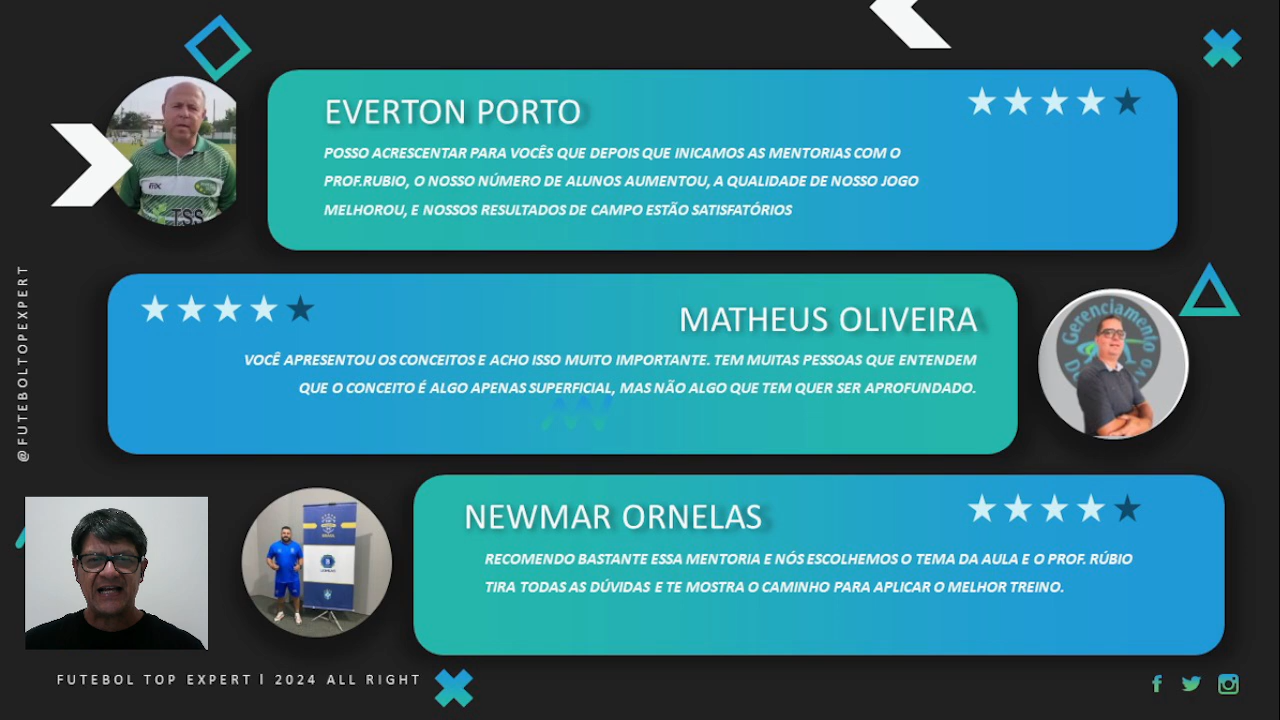 EVERTON PORTO
POSSO ACRESCENTAR PARA VOCÊS QUE DEPOIS QUE INICAMOS AS MENTORIAS COM O
PROF.RUBIO, O NOSSO NÚMERO DE ALUNOS AUMENTOU, A QUALIDADE DE NOSSO JOGO
MELHOROU, E NOSSOS RESULTADOS DE CAMPO ESTÃO SATISFATÓRIOS
TSS
MATHEUS OLIVEIRA
VOCÊ APRESENTOU OS CONCEITOS E ACHO ISSO MUITO IMPORTANTE. TEM MUITAS PESSOAS QUE ENTENDEM
QUE O CONCEITO É ALGO APENAS SUPERFICIAL, MAS NÃO ALGO QUE TEM QUER SER APROFUNDADO.
Gerenciamento
@FUTEBOLTOPEXPERT
NEWMAR ORNELAS
RECOMENDO BASTANTE ESSA MENTORIA E NÓS ESCOLHEMOS O TEMA DA AULA E O PROF. RÚBIO
TIRA TODAS AS DÚVIDAS E TE MOSTRA O CAMINHO PARA APLICAR O MELHOR TREINO.
FUTEBOL TOP EXPERT I 2024 ALL RIGHT